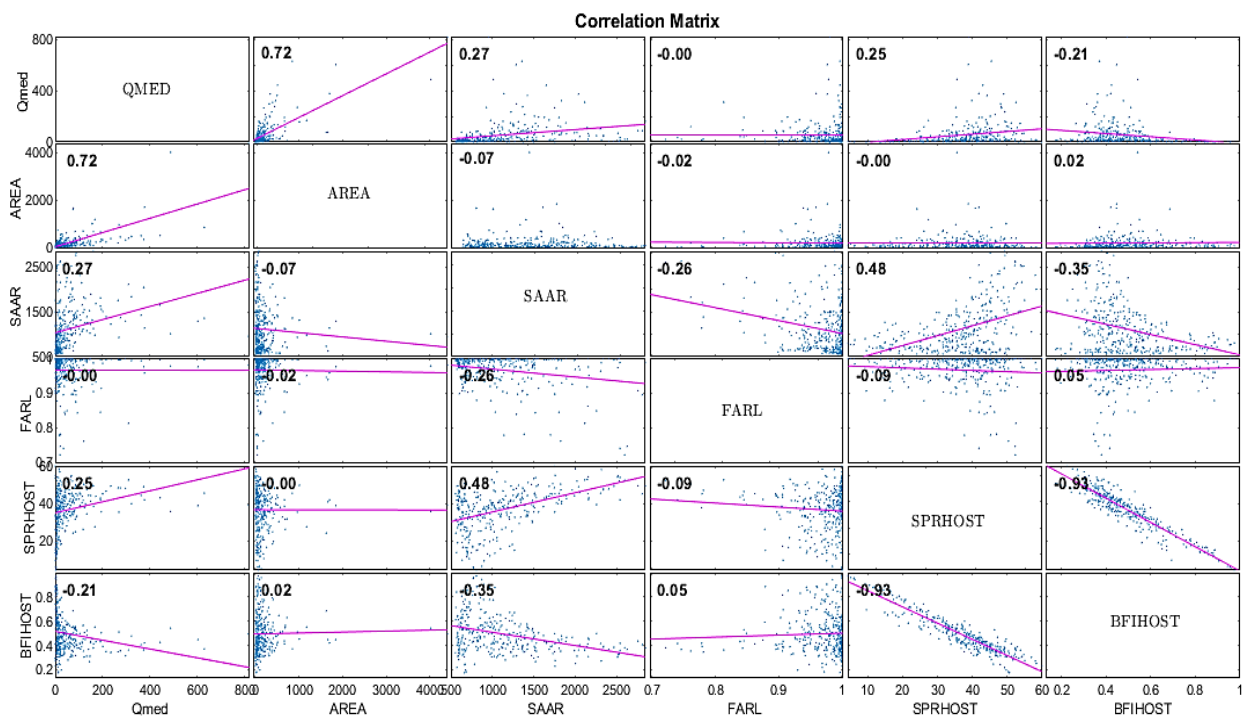 Correlation Matrix
800
400
0
Qmed
QMED
0.72
0.27
-0.00
0.25
-0.21
4000
2000
0
AREA
0.72
AREA
-0.07
-0.02
-0.00
0.02
2500
1500
500
SAAR
0.27
-0.07
SAAR
-0.26
0.48
-0.35
0.9
0.8
0.7
FARL
-0.00
-0.02
-0.26
FARL
-0.09
0.05
60
40
20
SPRHOST
0.25
-0.00
0.48
-0.09
SPRHOST
-0.93
0.8
0.6
0.4
0.2
BFIHOST
-0.21
0.02
-0.35
0.05
-0.93
BFIHOST
0 200 400 600 800
0 1000 2000 3000 4000
500 1000 1500 2000 2500
0.7 0.8 0.9 1
10 20 30 40 50 60
0.2 0.4 0.6 0.8 1
Qmed AREA SAAR FARL SPRHOST BFIHOST